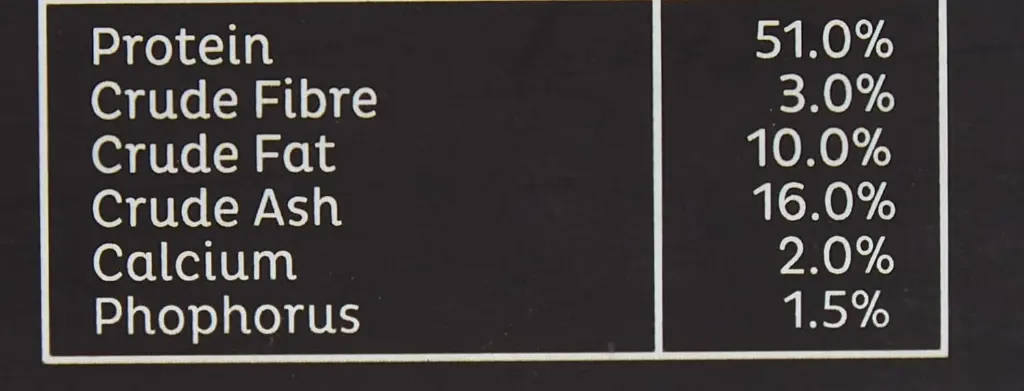 Protein 51.0%
Crude Fibre 3.0%
Crude Fat 10.0%
Crude Ash 16.0%
Calcium 2.0%
Phophorus 1.5%